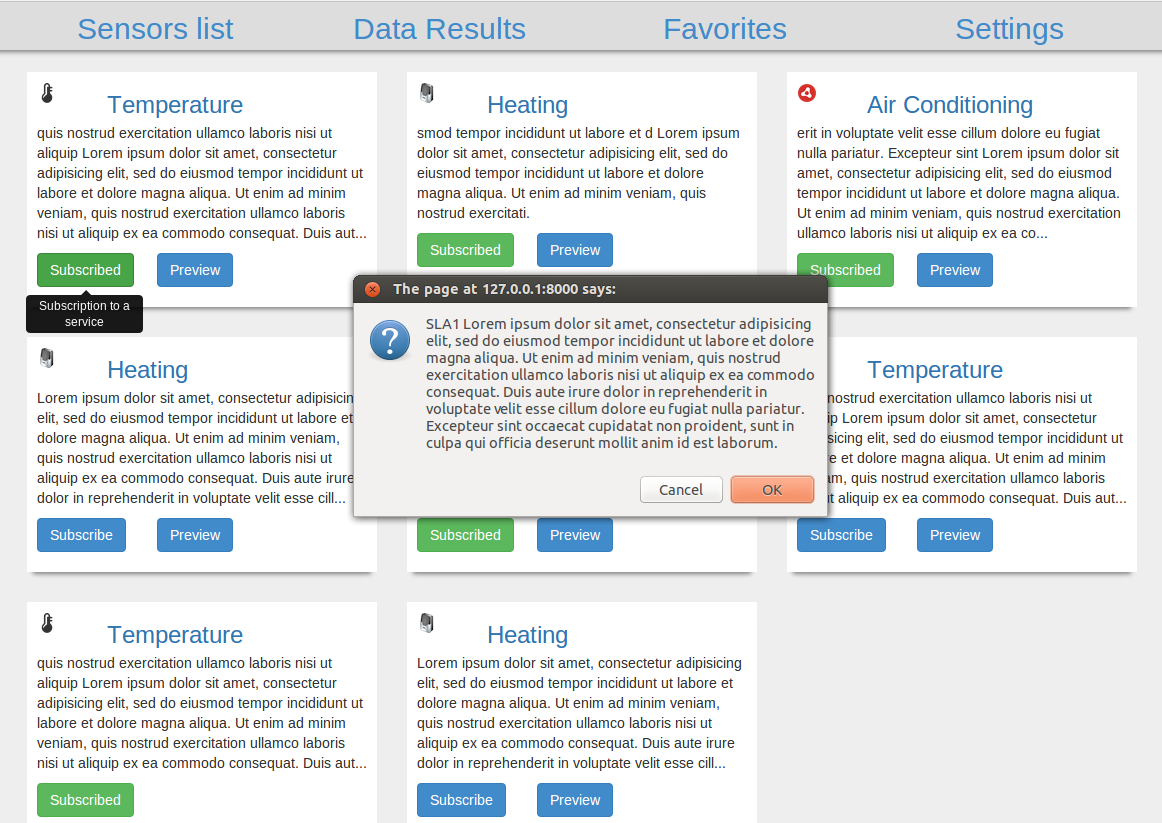 Sensors list
Data Results
Favorites
Settings
Temperature
quis nostrud exercitation ullamco laboris nisi ut
aliquip Lorem ipsum dolor sit amet, consectetur
adipisicing elit, sed do eiusmod tempor incididunt ut
labore et dolore magna aliqua. Ut enim ad minim
veniam, quis nostrud exercitation ullamco laboris
nisi ut aliquip ex ea commodo consequat. Duis aut...
Subscribed
Preview
Subscription to a
service
Heating
smod tempor incididunt ut labore et d Lorem ipsum
dolor sit amet, consectetur adipisicing elit, sed do
eiusmod tempor incididunt ut labore et dolore
magna aliqua. Ut enim ad minim veniam, quis
nostrud exercitati.
Subscribed
Preview
Air Conditioning
erit in voluptate velit esse cillum dolore eu fugiat
nulla pariatur. Excepteur sint Lorem ipsum dolor sit
amet, consectetur adipisicing elit, sed do eiusmod
tempor incididunt ut labore et dolore magna aliqua.
Ut enim ad minim veniam, quis nostrud exercitation
ullamco laboris nisi ut aliquip ex ea co...
Subscribed
Preview
The page at 127.0.0.1:8000 says:
SLA1 Lorem ipsum dolor sit amet, consectetur adipisicing
elit, sed do eiusmod tempor incididunt ut labore et dolore
magna aliqua. Ut enim ad minim veniam, quis nostrud
exercitation ullamco laboris nisi ut aliquip ex ea commodo
consequat. Duis aute irure dolor in reprehenderit in
voluptate velit esse cillum dolore eu fugiat nulla pariatur.
Excepteur sint occaecat cupidatat non proident, sunt in
culpa qui officia deserunt mollit anim id est laborum.
Cancel
OK
Heating
Lorem ipsum dolor sit amet, consectetur adipisicin
elit, sed do eiusmod tempor incididunt ut labore et
dolore magna aliqua. Ut enim ad minim veniam,
quis nostrud exercitation ullamco laboris nisi ut
aliquip ex ea commodo consequat. Duis aute irure
dolor in reprehenderit in voluptate velit esse cill...
Subscribe
Preview
Subscribed
Preview
Temperature
nostrud exercitation ullamco laboris nisi ut
ip Lorem ipsum dolor sit amet, consectetur
sicing elit, sed do eiusmod tempor incididunt ut
e et dolore magna aliqua. Ut enim ad minim
m, quis nostrud exercitation ullamco laboris
ut aliquip ex ea commodo consequat. Duis aut...
Subscribe
Preview
Temperature
quis nostrud exercitation ullamco laboris nisi ut
aliquip Lorem ipsum dolor sit amet, consectetur
adipisicing elit, sed do eiusmod tempor incididunt ut
labore et dolore magna aliqua. Ut enim ad minim
veniam, quis nostrud exercitation ullamco laboris
nisi ut aliquip ex ea commodo consequat. Duis aut...
Subscribed
Heating
Lorem ipsum dolor sit amet, consectetur adipisicing
elit, sed do eiusmod tempor incididunt ut labore et
dolore magna aliqua. Ut enim ad minim veniam,
quis nostrud exercitation ullamco laboris nisi ut
aliquip ex ea commodo consequat. Duis aute irure
dolor in reprehenderit in voluptate velit esse cill...
Subscribe
Preview